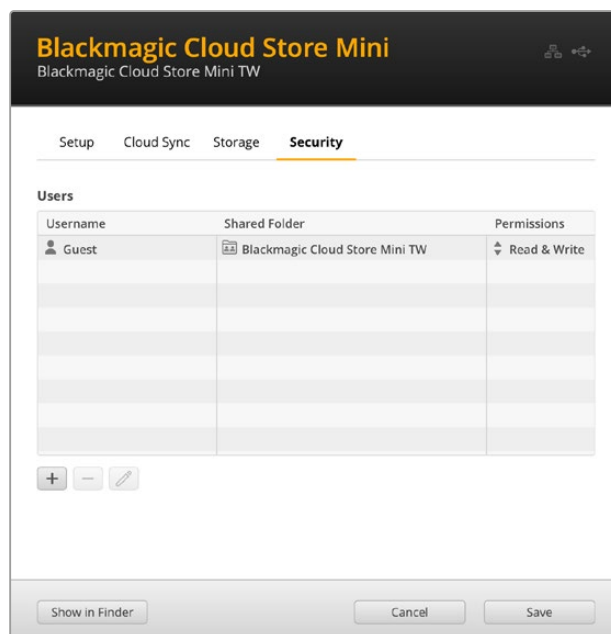 Blackmagic Cloud Store Mini
Blackmagic Cloud Store Mini TW
Setup Cloud Sync Storage Security
Users
Username Shared Folder Permissions
Guest Blackmagic Cloud Store Mini TW Read & Write
Show in Finder Cancel Save